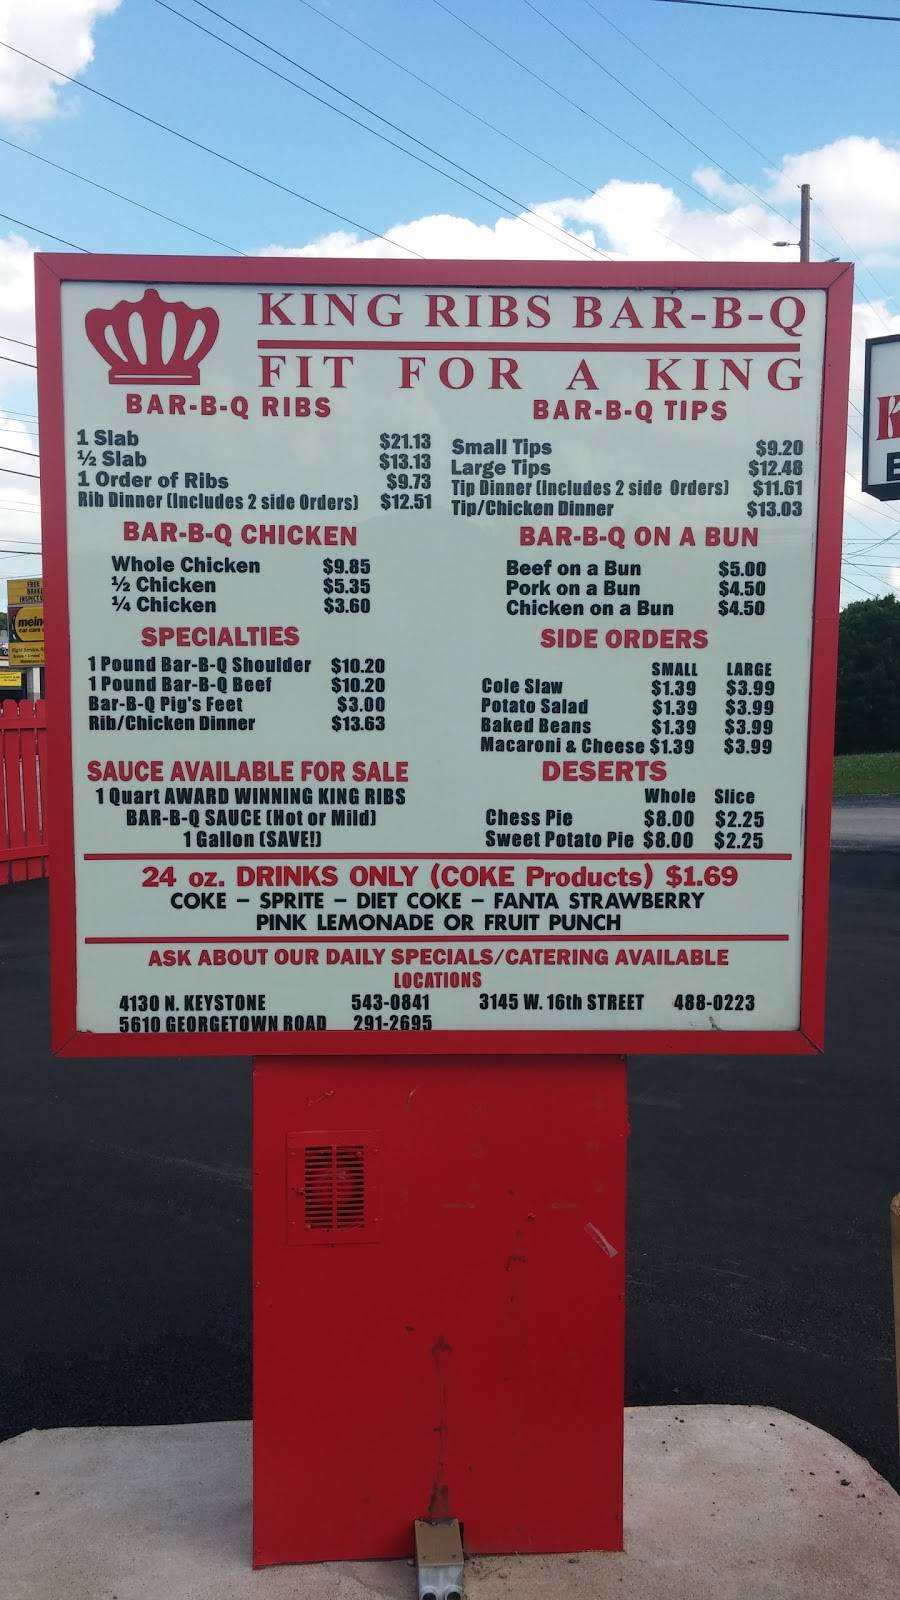 KING RIBS BAR-B-Q
FIT FOR A KING
BAR-B-Q RIBS
1 Slab $21.13
½ Slab $13.13
1 Order of Ribs $9.73
Rib Dinner (Includes 2 side Orders) $12.51
BAR-B-Q TIPS
Small Tips $9.20
Large Tips $12.48
Tip Dinner (Includes 2 side Orders) $11.61
Tip/Chicken Dinner $13.03
BAR-B-Q CHICKEN
Whole Chicken $9.85
½ Chicken $5.35
¼ Chicken $3.60
BAR-B-Q ON A BUN
Beef on a Bun $5.00
Pork on a Bun $4.50
Chicken on a Bun $4.50
SPECIALTIES
1 Pound Bar-B-Q Shoulder $10.20
1 Pound Bar-B-Q Beef $10.20
Bar-B-Q Pig's Feet $3.00
Rib/Chicken Dinner $13.63
SIDE ORDERS
SMALL LARGE
Cole Slaw $1.39 $3.99
Potato Salad $1.39 $3.99
Baked Beans $1.39 $3.99
Macaroni & Cheese $1.39 $3.99
SAUCE AVAILABLE FOR SALE
1 Quart AWARD WINNING KING RIBS
BAR-B-Q SAUCE (Hot or Mild)
1 Gallon (SAVE!)
DESERTS
Whole Slice
Chess Pie $8.00 $2.25
Sweet Potato Pie $8.00 $2.25
24 oz. DRINKS ONLY (COKE Products) $1.69
COKE – SPRITE – DIET COKE – FANTA STRAWBERRY
PINK LEMONADE OR FRUIT PUNCH
ASK ABOUT OUR DAILY SPECIALS/CATERING AVAILABLE
LOCATIONS
4130 N. KEYSTONE 543-0841 3145 W. 16th STREET 488-0223
5610 GEORGETOWN ROAD 291-2695
K
FREE
mein
car care